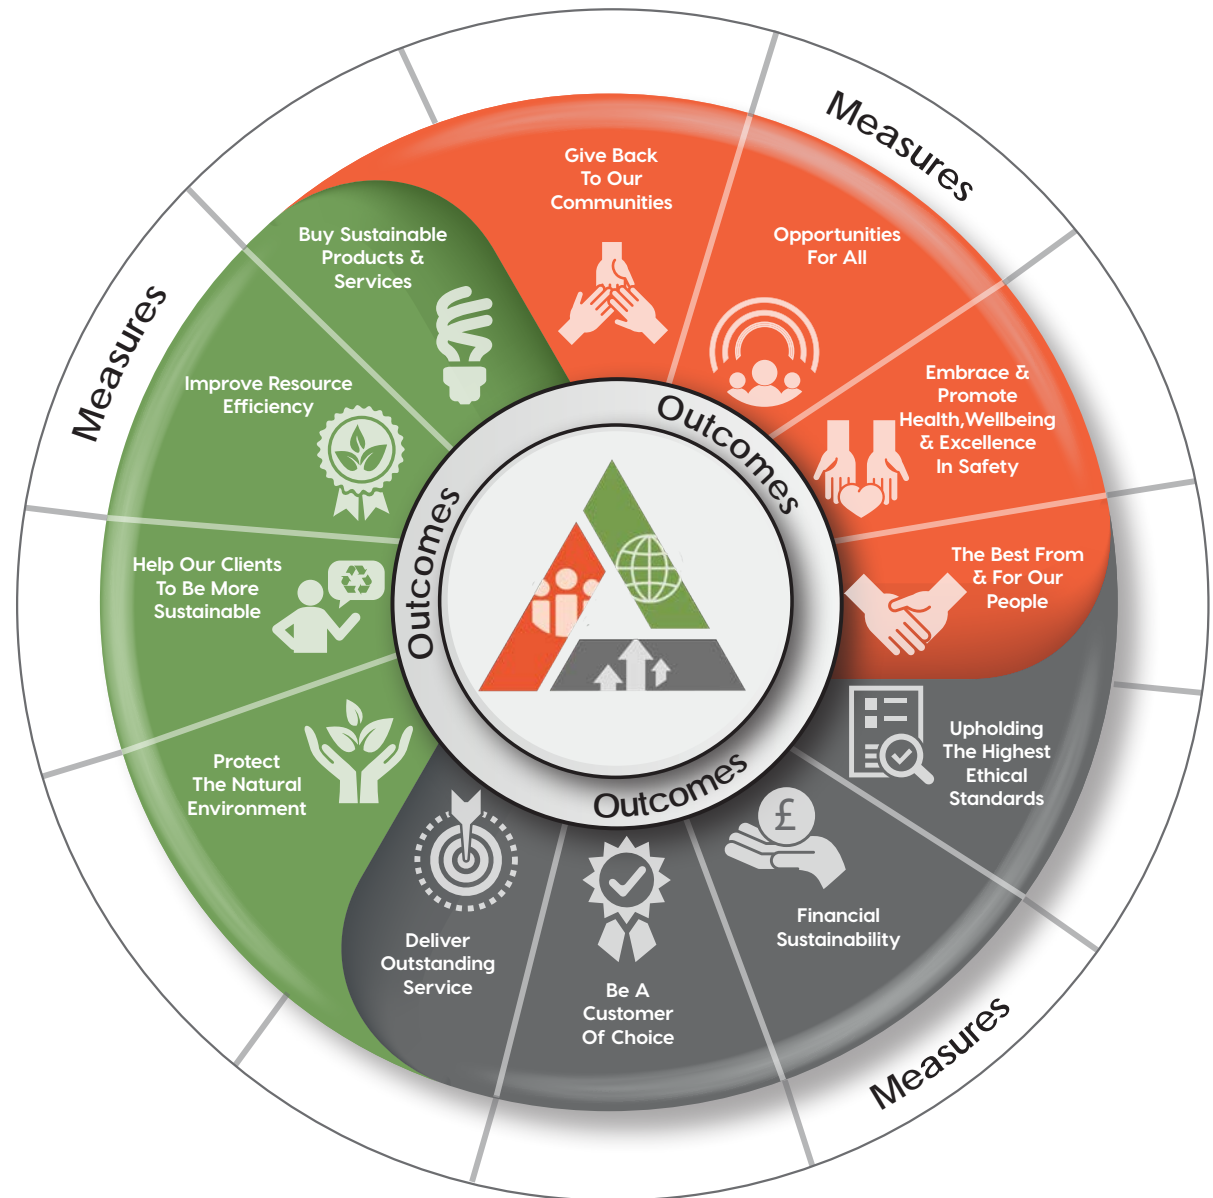 Measures
Give Back
To Our
Communities
Opportunities
For All
Embrace &
Promote
Health,Wellbeing
& Excellence
In Safety
The Best From
& For Our
People
Upholding
The Highest
Ethical
Standards
£
Financial
Sustainability
Measures
Be A
Customer
Of Choice
Deliver
Outstanding
Service
Protect
The Natural
Environment
Help Our Clients
To Be More
Sustainable
Improve Resource
Efficiency
Measures
Buy Sustainable
Products &
Services
Outcomes
Outcomes
Outcomes